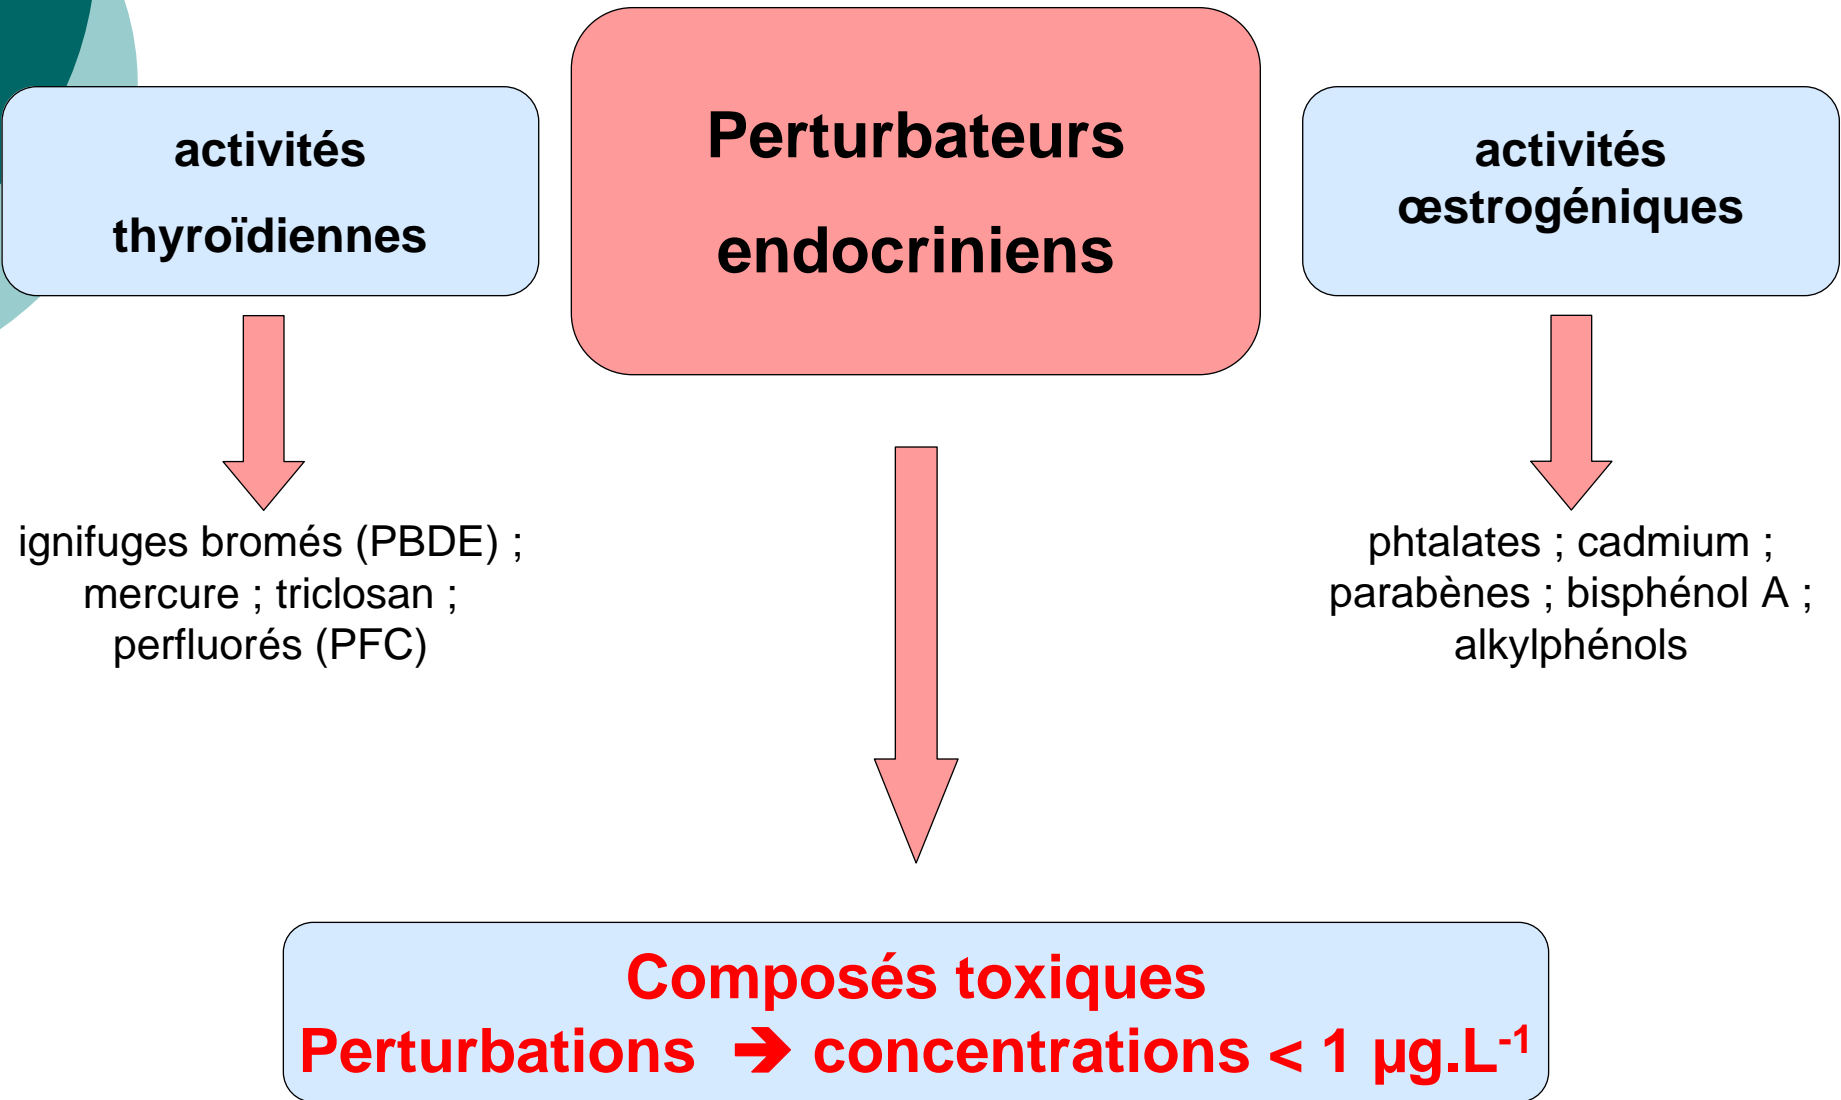 activités
thyroïdiennes
Perturbateurs
endocriniens
activités
œstrogéniques
ignifuges bromés (PBDE) ;
mercure ; triclosan ;
perfluorés (PFC)
phtalates ; cadmium ;
parabènes ; bisphénol A ;
alkylphénols
Composés toxiques
Perturbations ➔ concentrations < 1 µg.L⁻¹